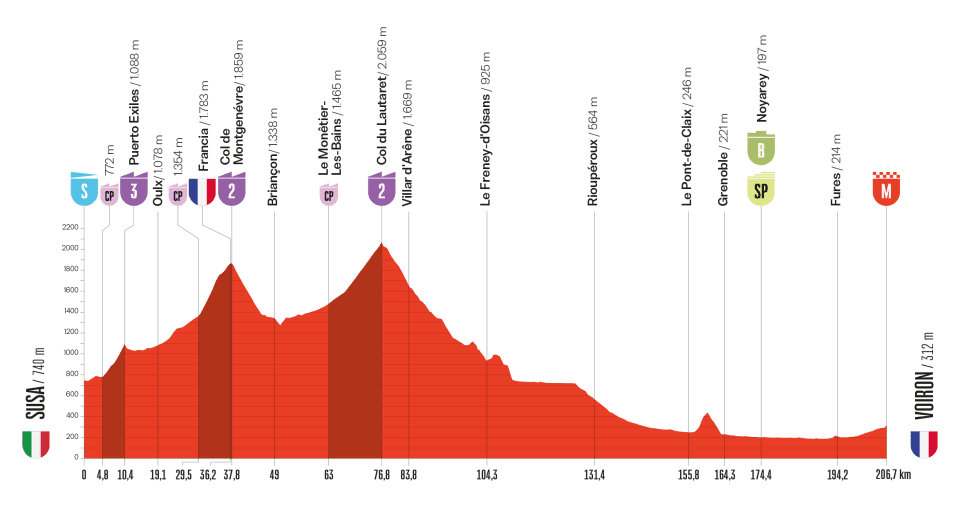 SUSA / 740 m
S
CP
772 m
3
Puerto Exiles / 1.088 m
Oulx / 1.078 m
CP
1.354 m
Francia / 1.783 m
2
Col de
Montgenévre / 1.859 m
Briançon / 1.338 m
CP
Le Monêtier-
Les-Bains / 1.465 m
2
Col du Lautaret / 2.059 m
Villar d'Arêne / 1.669 m
Le Freney-d'Oisans / 925 m
Rioupéroux / 564 m
Le Pont-de-Claix / 246 m
Grenoble / 221 m
Noyarey / 197 m
B
SP
Fures / 214 m
M
VOIRON / 312 m
2200
2000
1800
1600
1400
1200
1000
800
600
400
200
0
0 4,8 10,4 19,1 29,5 36,2 37,8 49 63 76,8 83,8 104,3 131,4 155,8 164,3 174,4 194,2 206,7 km